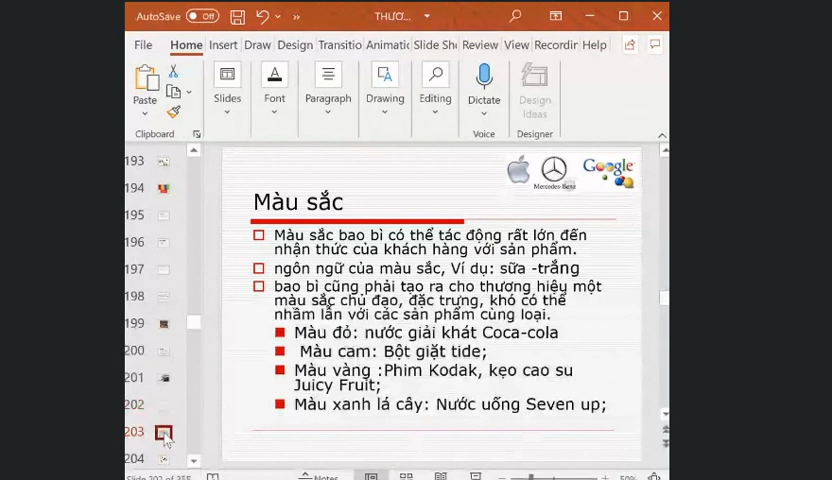 AutoSave Off THƯƠ...
File Home Insert Draw Design Transitio Animatic Slide Sho Review View Recordin Help
Paste Slides Font Paragraph Drawing Editing Dictate Design Ideas
Clipboard Voice Designer
193
194
195
196
197
198
199
200
201
202
203
204
Mercedes-Benz
Google
Màu sắc
Màu sắc bao bì có thể tác động rất lớn đến
nhận thức của khách hàng với sản phẩm.
ngôn ngữ của màu sắc, Ví dụ: sữa -trắng
bao bì cũng phải tạo ra cho thương hiệu một
màu sắc chủ đạo, đặc trưng, khó có thể
nhầm lẫn với các sản phẩm cùng loại.
Màu đỏ: nước giải khát Coca-cola
Màu cam: Bột giặt tide;
Màu vàng :Phim Kodak, kẹo cao su
Juicy Fruit;
Màu xanh lá cây: Nước uống Seven up;
Slide 202 of 355 Notes 50%